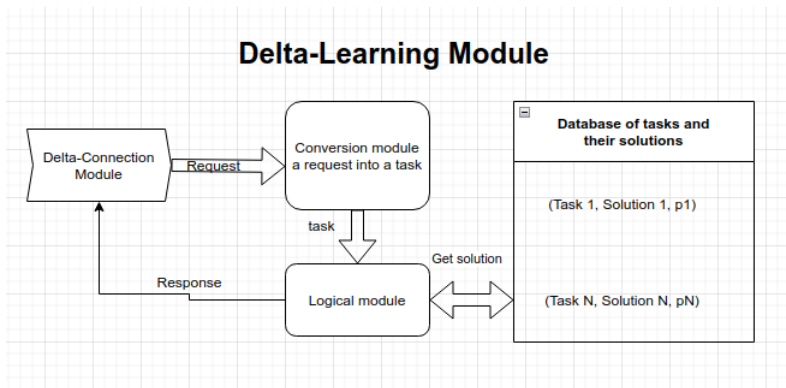 Delta-Learning Module
Delta-Connection
Module
Request
Conversion module
a request into a task
Database of tasks and
their solutions
(Task 1, Solution 1, p1)
task
Get solution
Response
Logical module
(Task N, Solution N, pN)